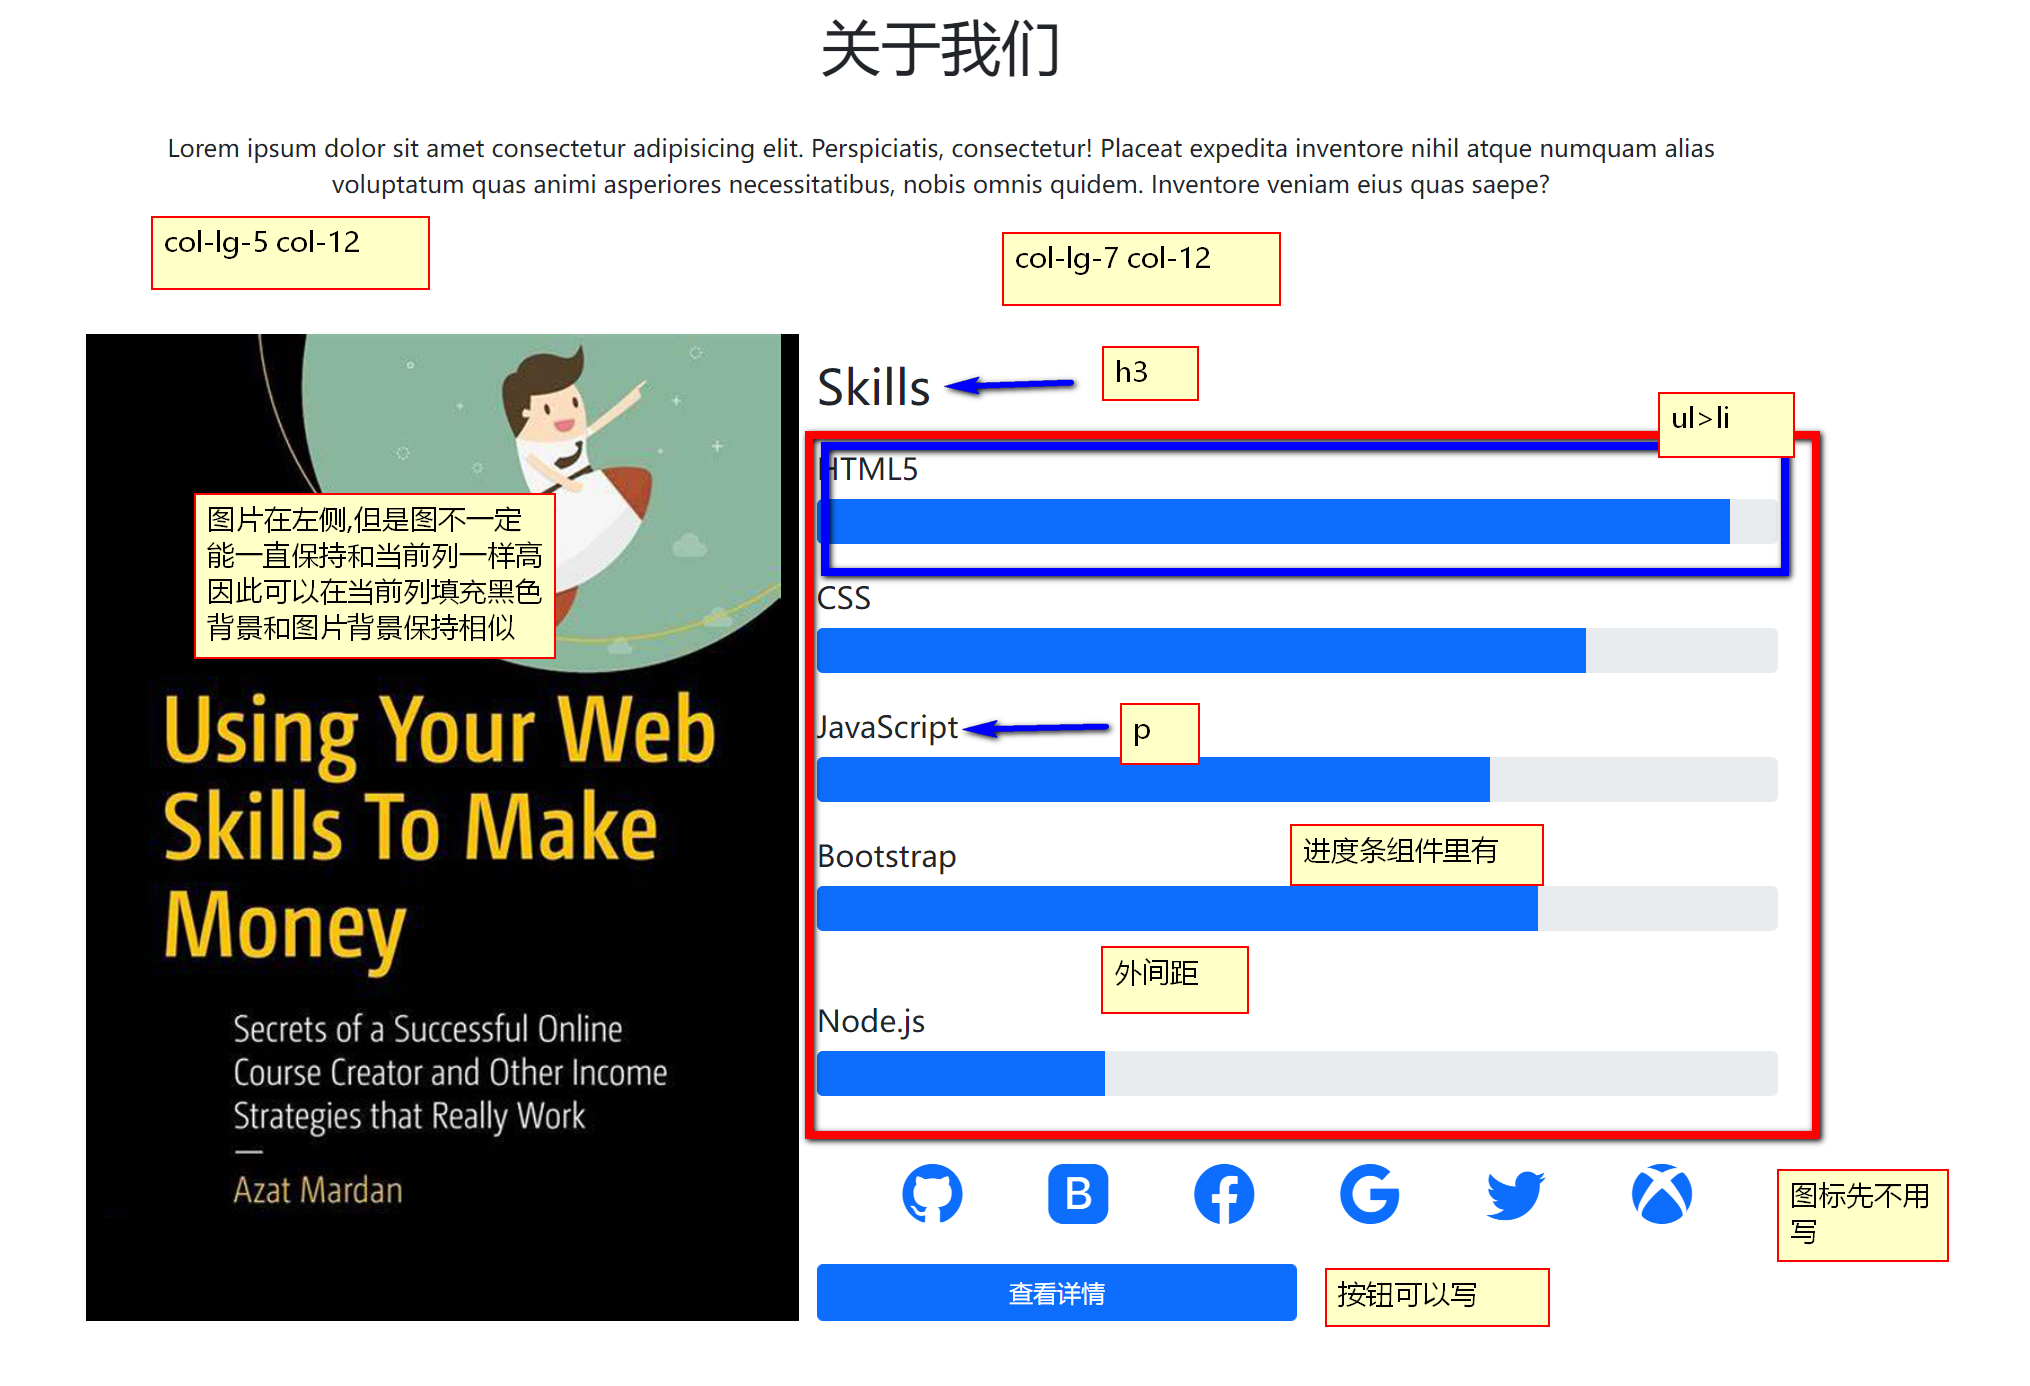 关于我们
Lorem ipsum dolor sit amet consectetur adipisicing elit. Perspiciatis, consectetur! Placeat expedita inventore nihil atque numquam alias
voluptatum quas animi asperiores necessitatibus, nobis omnis quidem. Inventore veniam eius quas saepe?
col-lg-5 col-12
col-lg-7 col-12
图片在左侧,但是图不一定
能一直保持和当前列一样高
因此可以在当前列填充黑色
背景和图片背景保持相似
Using Your Web
Skills To Make
Money
Secrets of a Successful Online
Course Creator and Other Income
Strategies that Really Work
Azat Mardan
Skills
h3
ul>li
HTML5
CSS
JavaScript
p
Bootstrap
进度条组件里有
外间距
Node.js
B
图标先不用
写
查看详情
按钮可以写